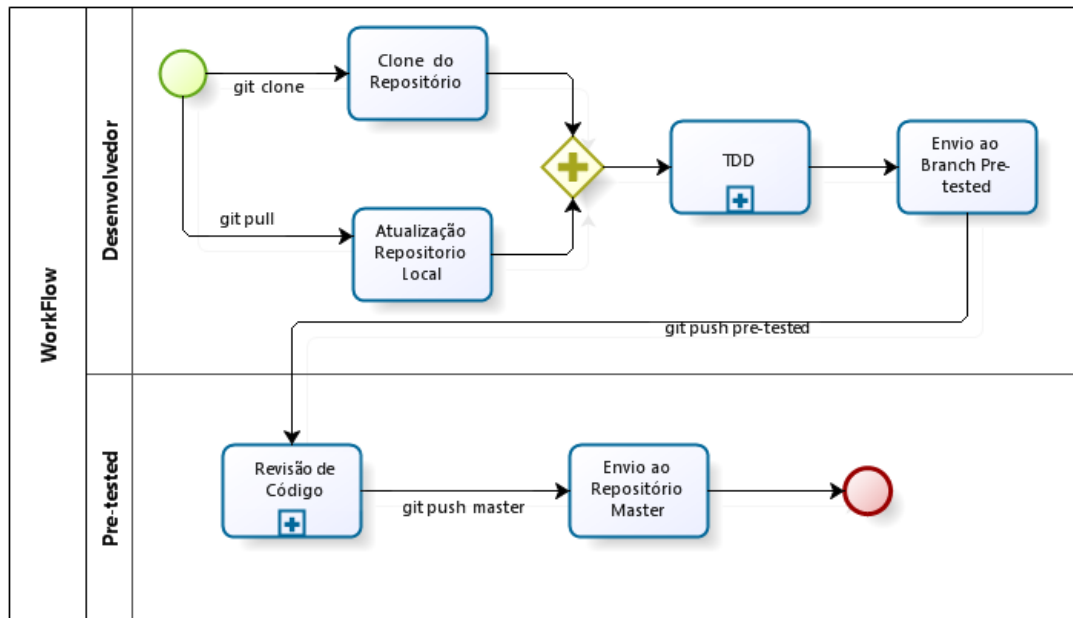 WorkFlow
Desenvolvedor
Clone do
Repositório
git clone
git pull
Atualização
Repositorio
Local
TDD
Envio ao
Branch Pre-
tested
git push pre-tested
Pre-tested
Revisão de
Código
git push master
Envio ao
Repositório
Master